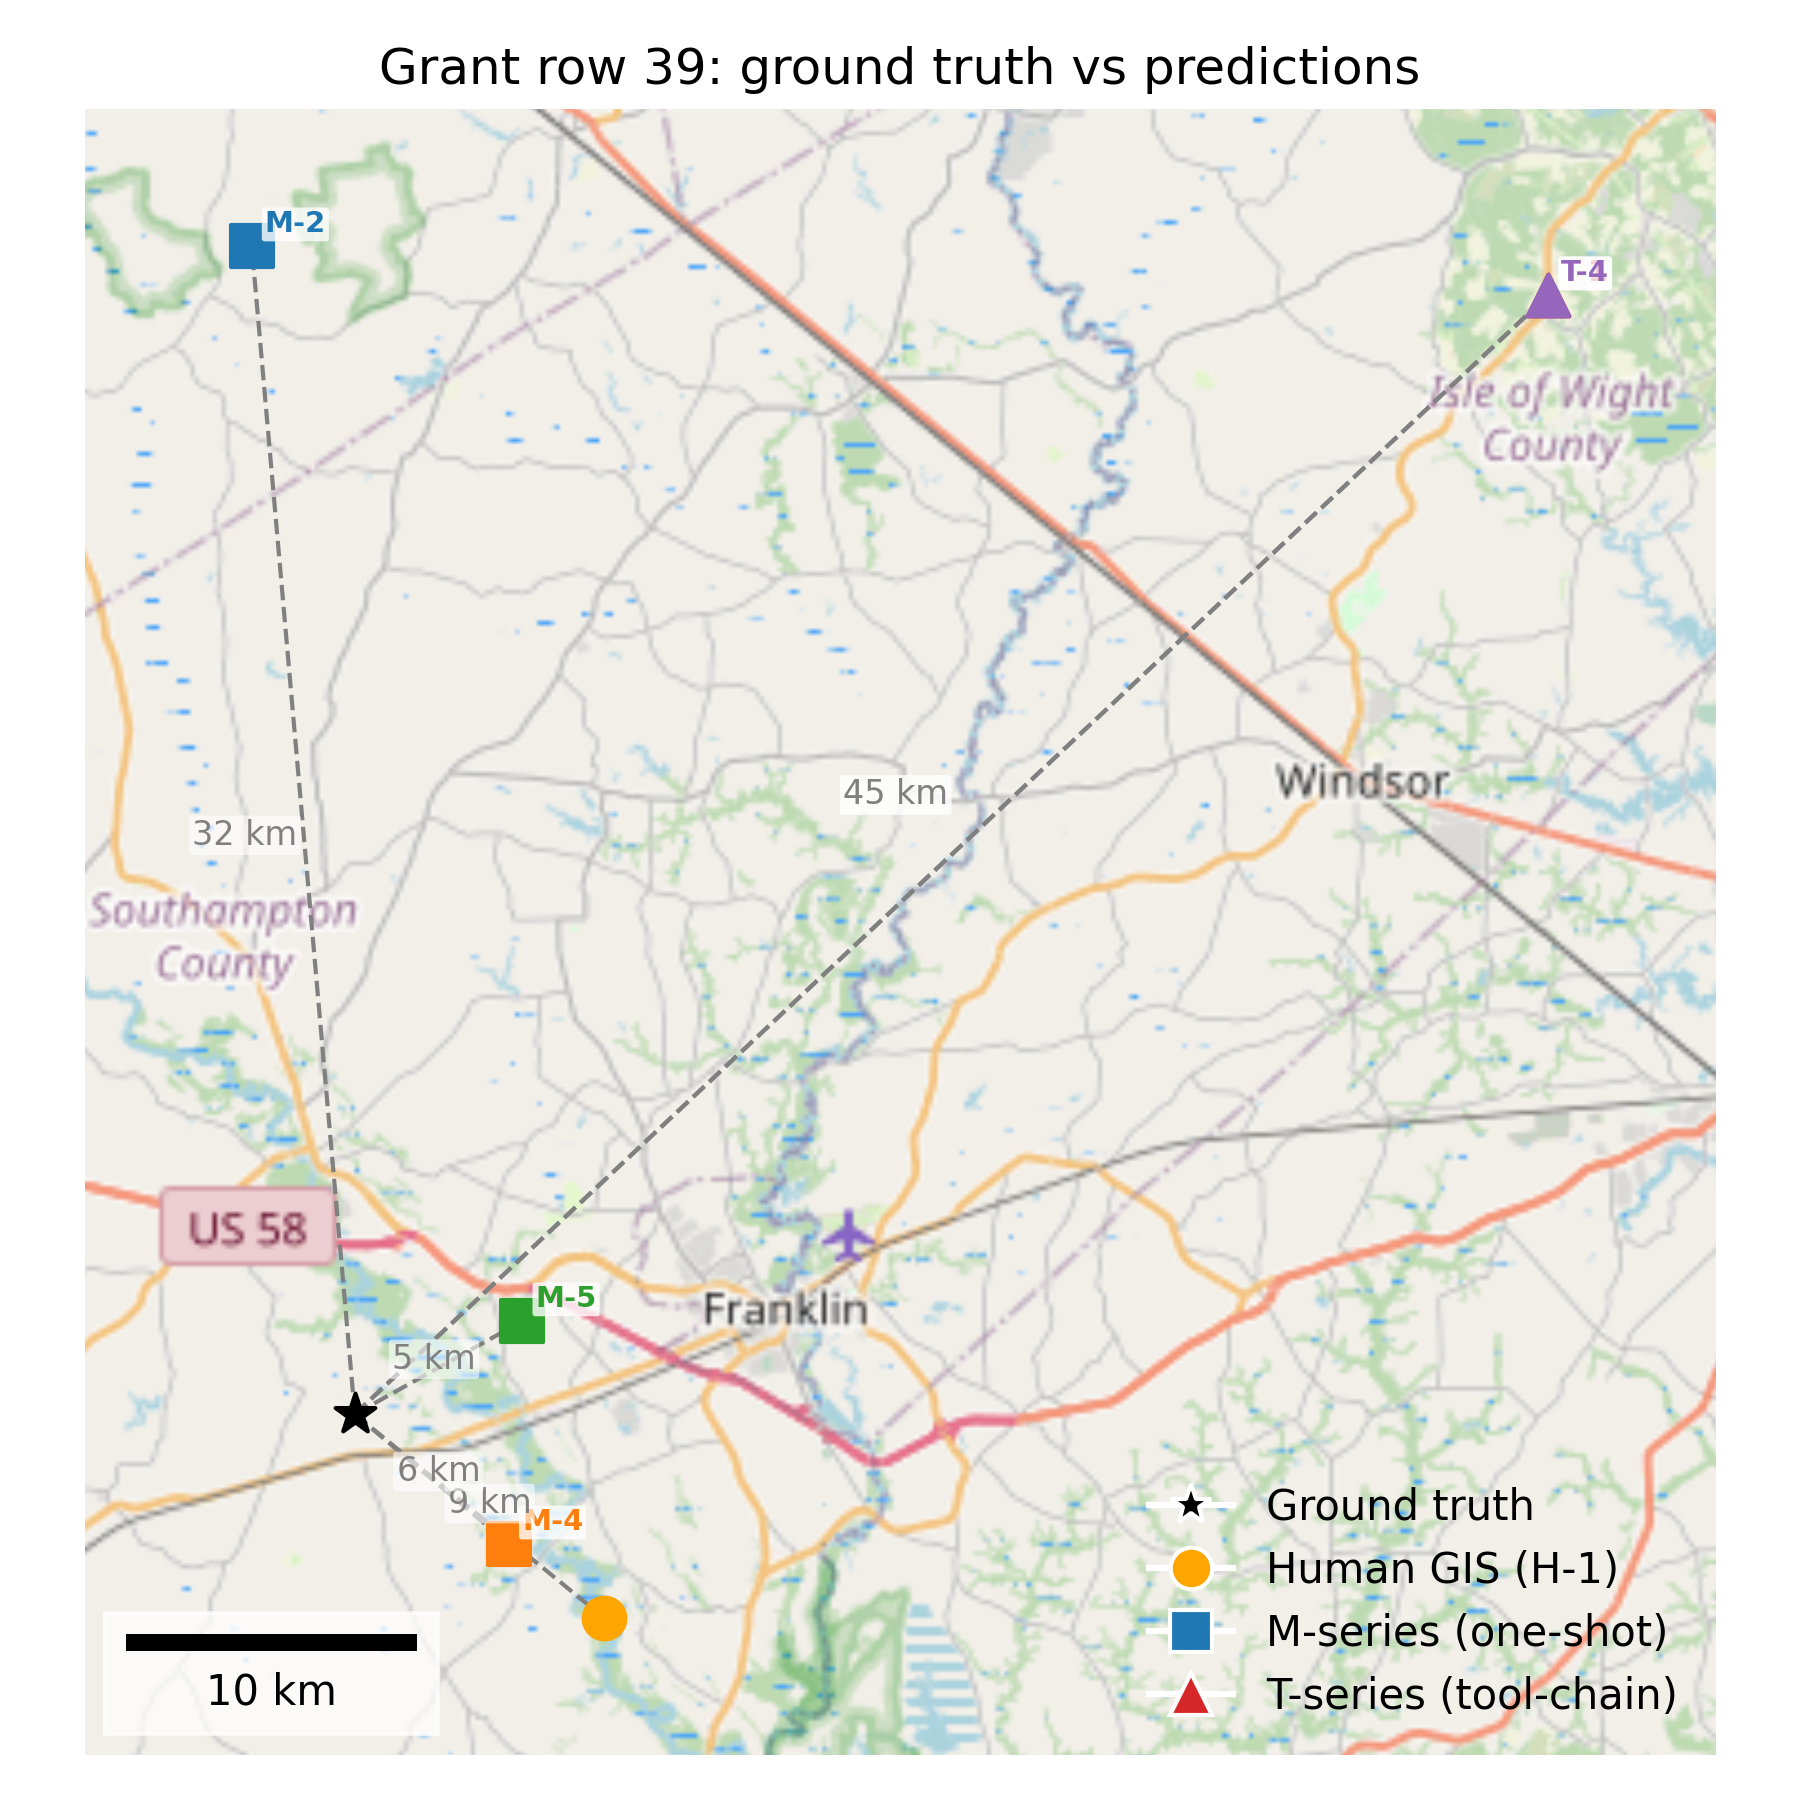 Grant row 39: ground truth vs predictions
M-2
T-4
Isle of Wight
County
45 km
Windsor
32 km
Southampton
County
US 58
M-5
Franklin
5 km
6 km
9 km
M-4
Ground truth
Human GIS (H-1)
M-series (one-shot)
T-series (tool-chain)
10 km